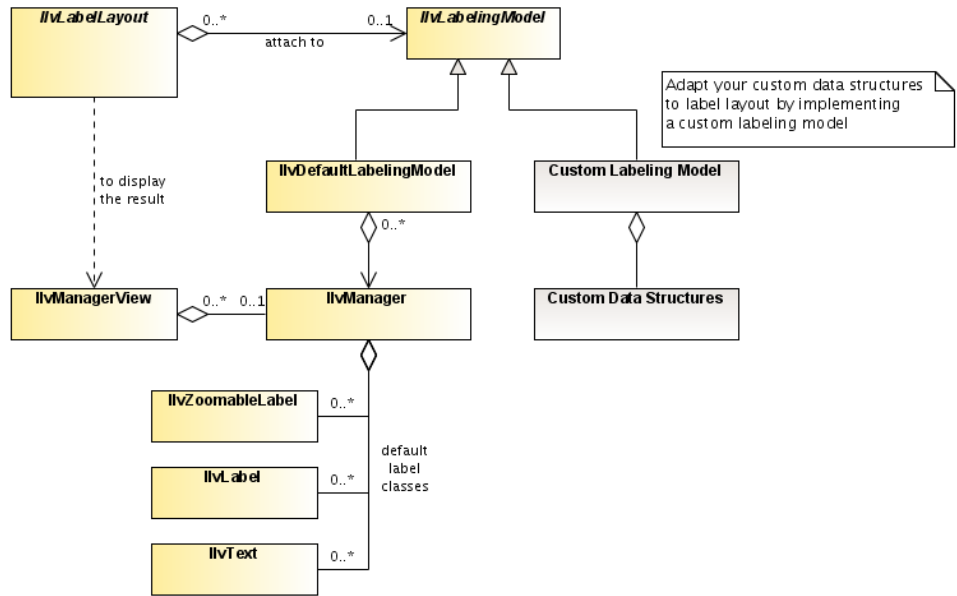 IlvLabelLayout
0..*
0..1
attach to
IlvLabelingModel
Adapt your custom data structures
to label layout by implementing
a custom labeling model
to display
the result
IlvDefaultLabelingModel
Custom Labeling Model
0..*
IlvManagerView
0..*
0..1
IlvManager
Custom Data Structures
IlvZoomableLabel
0..*
default
label
classes
IlvLabel
0..*
IlvText
0..*